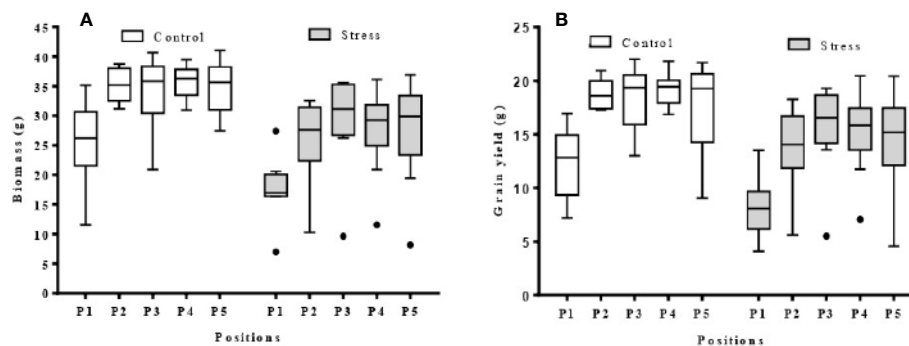 A
Control
Stress
Biomass (g)
45
40
35
30
25
20
15
10
5
0
P1 P2 P3 P4 P5 P1 P2 P3 P4 P5
Positions
B
Control
Stress
Grain yield (g)
25
20
15
10
5
0
P1 P2 P3 P4 P5 P1 P2 P3 P4 P5
Positions